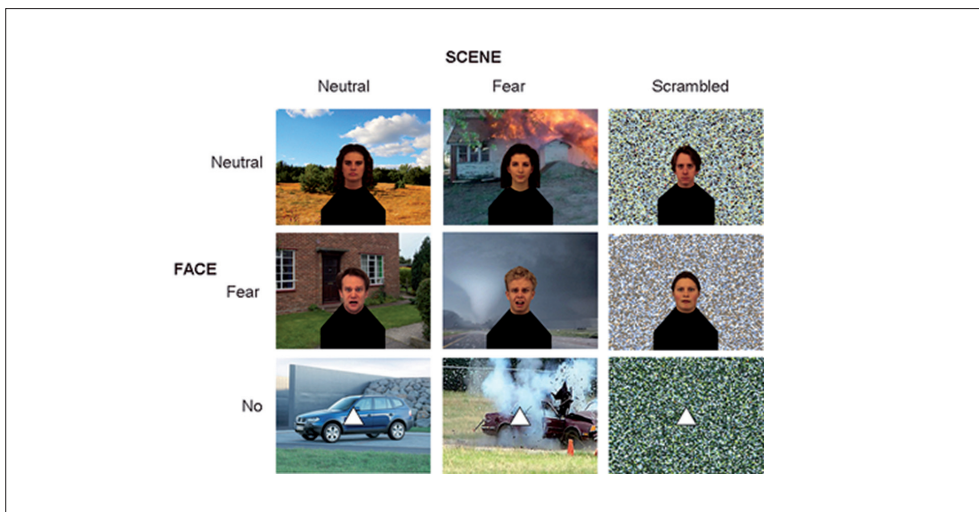 SCENE
Neutral Fear Scrambled
Neutral
FACE
Fear
No